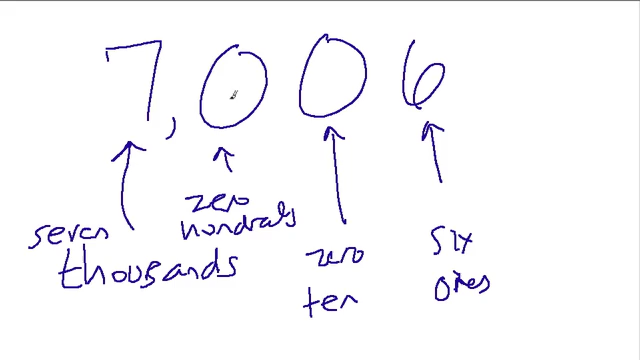 7,006
seven
thousands
zero
hundreds
zero
ten
six
ones